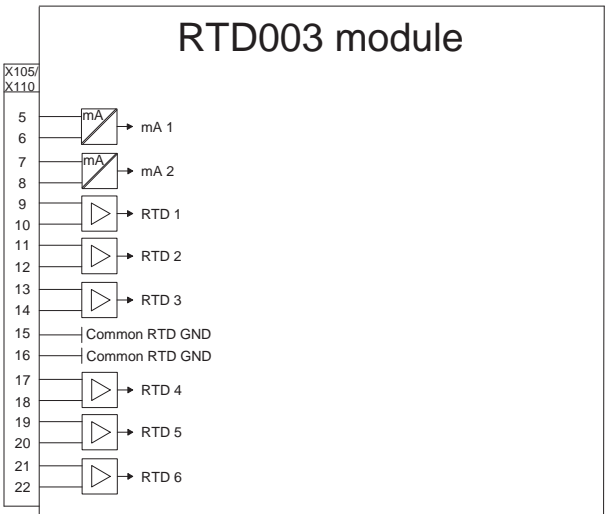 RTD003 module
X105/
X110
5
mA
mA 1
6
7
mA
mA 2
8
9
RTD 1
10
11
RTD 2
12
13
RTD 3
14
15 Common RTD GND
16 Common RTD GND
17
RTD 4
18
19
RTD 5
20
21
RTD 6
22